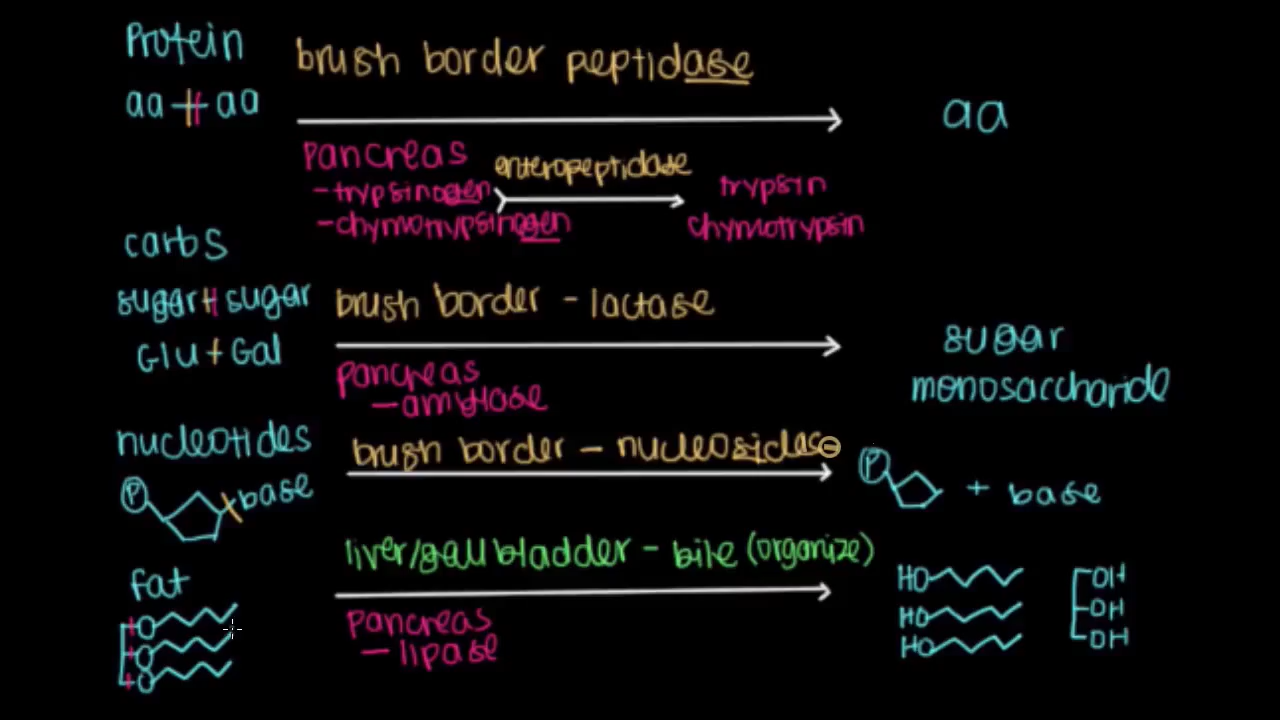 Protein
brush border peptidase
aa + aa
aa
Pancreas
enteropeptidase
- trypsinogen
trypsin
- chymotrypsinogen
chymotrypsin
carbs
sugar + sugar
brush border - lactase
Glu + Gal
sugar
monosaccharide
Pancreas
- amylase
nucleotides
brush border - nucleosidase
P
base
P
+ base
liver/gallbladder - bile (organize)
fat
HO
OH
HO
OH
HO
OH
O
O
O
Pancreas
- lipase